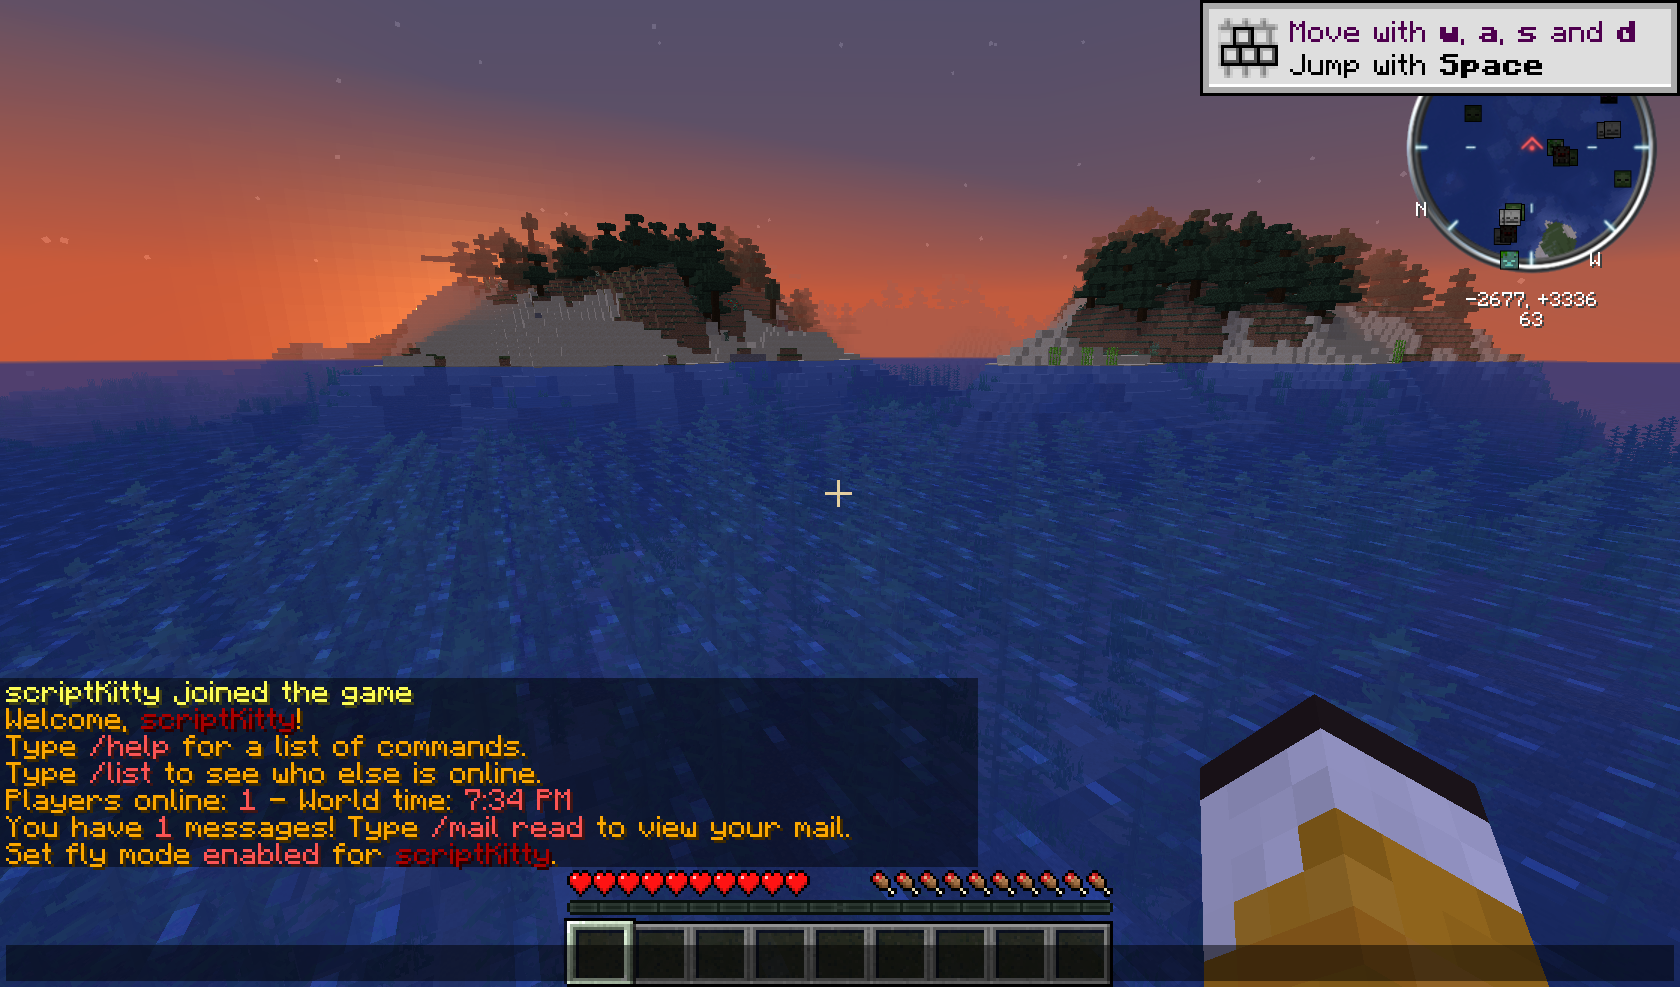 Move with w, a, s and d
Jump with Space
N
W
-2677, +3336
63
scriptKitty joined the game
Welcome, scriptKitty!
Type /help for a list of commands.
Type /list to see who else is online.
Players online: 1 - World time: 7:34 PM
You have 1 messages! Type /mail read to view your mail.
Set fly mode enabled for scriptKitty.